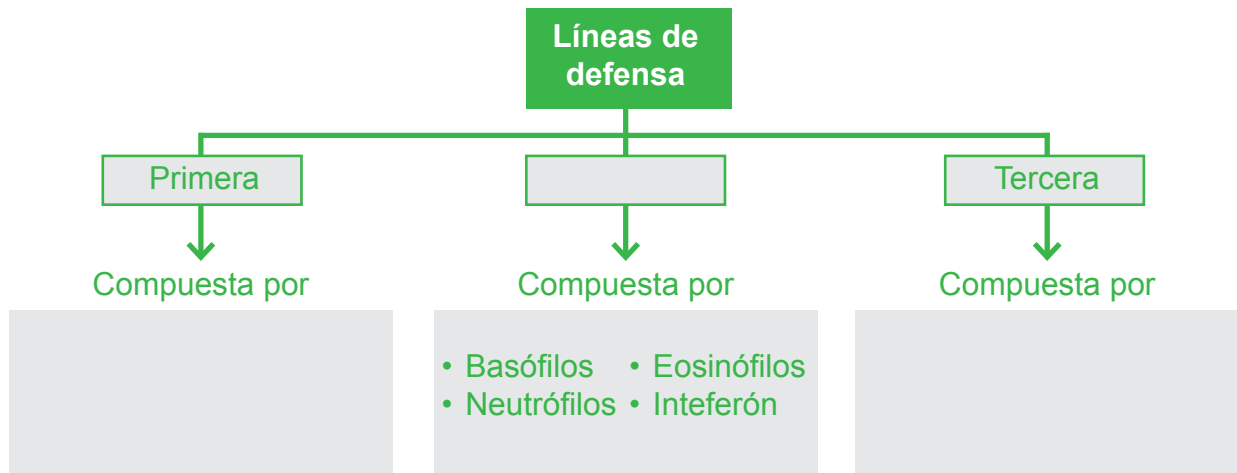 Líneas de
defensa
Primera
Tercera
Compuesta por
Compuesta por
Compuesta por
• Basófilos • Eosinófilos
• Neutrófilos • Inteferón